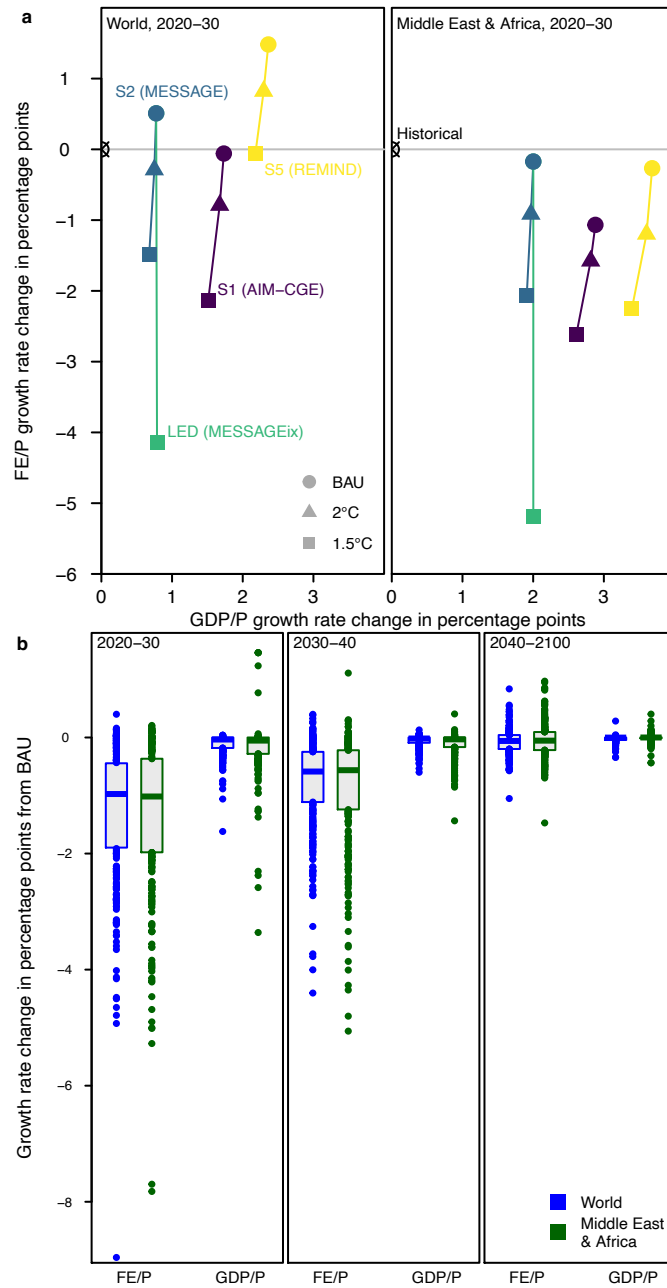 a
World, 2020−30
Middle East & Africa, 2020−30
S2 (MESSAGE)
Historical
S5 (REMIND)
S1 (AIM−CGE)
LED (MESSAGEix)
BAU
2°C
1.5°C
FE/P growth rate change in percentage points
1
0
−1
−2
−3
−4
−5
−6
0 1 2 3
0 1 2 3
GDP/P growth rate change in percentage points
b
2020−30
2030−40
2040−2100
Growth rate change in percentage points from BAU
0
−2
−4
−6
−8
World
Middle East
& Africa
FE/P GDP/P FE/P GDP/P FE/P GDP/P